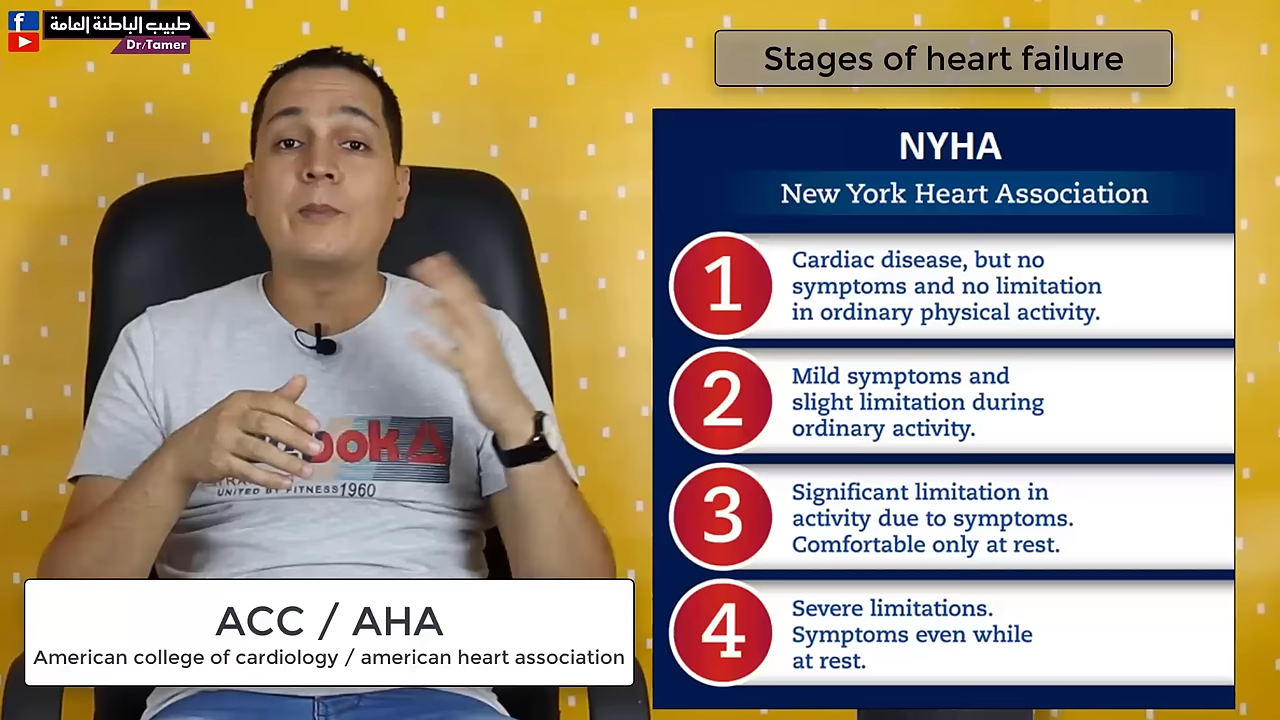 طبيب الباطنة العامة
Dr/Tamer
Stages of heart failure
NYHA
New York Heart Association
1
Cardiac disease, but no
symptoms and no limitation
in ordinary physical activity.
2
Mild symptoms and
slight limitation during
ordinary activity.
3
Significant limitation in
activity due to symptoms.
Comfortable only at rest.
4
Severe limitations.
Symptoms even while
at rest.
UNITED BY FITNESS 1960
ACC / AHA
American college of cardiology / american heart association